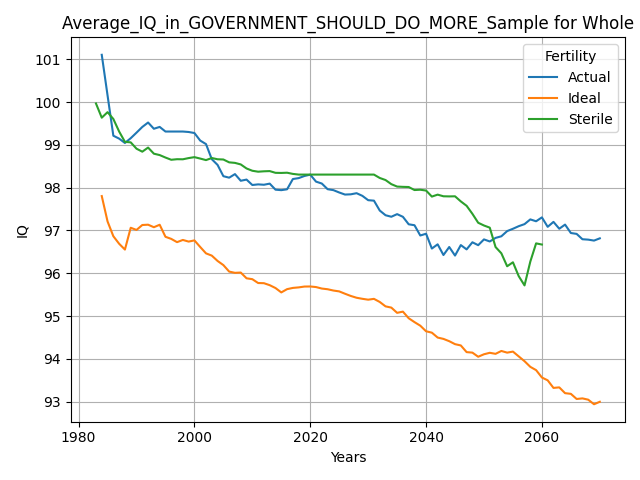 Average_IQ_in_GOVERNMENT_SHOULD_DO_MORE_Sample for Whole
Fertility
Actual
Ideal
Sterile
IQ
101
100
99
98
97
96
95
94
93
1980
2000
2020
2040
2060
Years